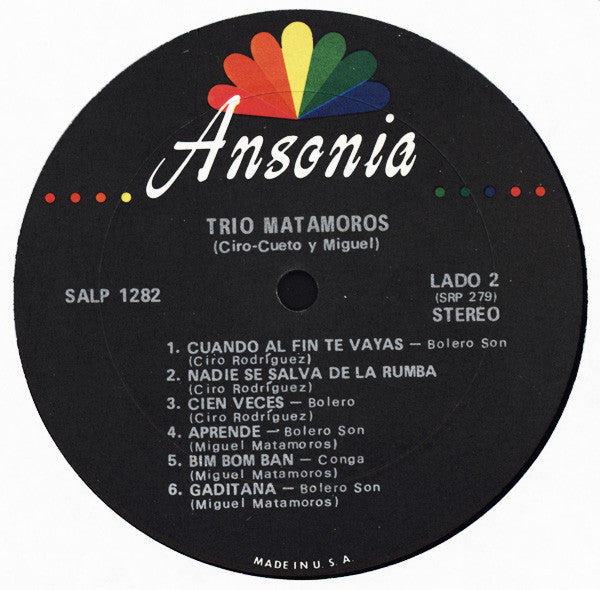 Ansonia
TRIO MATAMOROS
(Ciro-Cueto y Miguel)
SALP 1282
LADO 2
(SRP 279)
STEREO
1. CUANDO AL FIN TE VAYAS — Bolero Son
(Ciro Rodríguez)
2. NADIE SE SALVA DE LA RUMBA
3. CIEN VECES — Bolero
(Ciro Rodríguez)
4. APRENDE — Bolero Son
(Miguel Matamoros)
5. BIM BOM BAN — Conga
(Miguel Matamoros)
6. GADITANA — Bolero Son
(Miguel Matamoros)
MADE IN U. S. A.